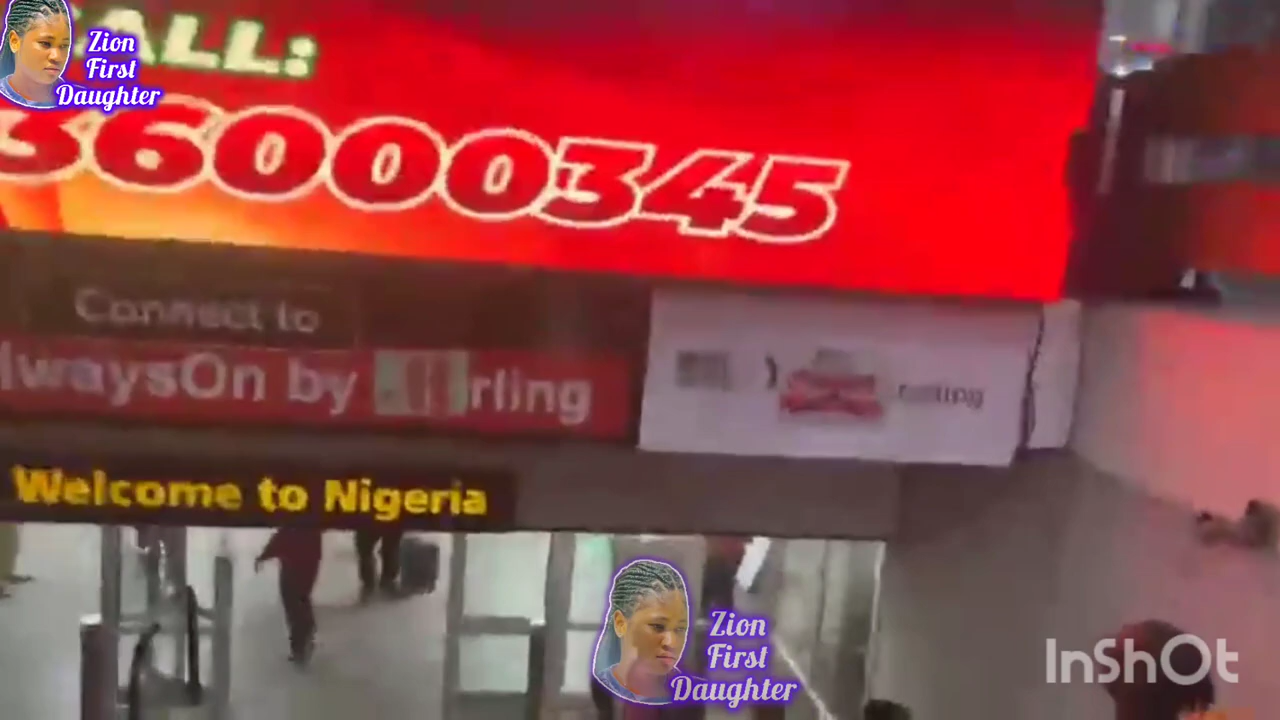 ALL:
Zion
First
Daughter
36000345
Connect to
lwaysOn by rling
Welcome to Nigeria
Zion
First
Daughter
InShOt